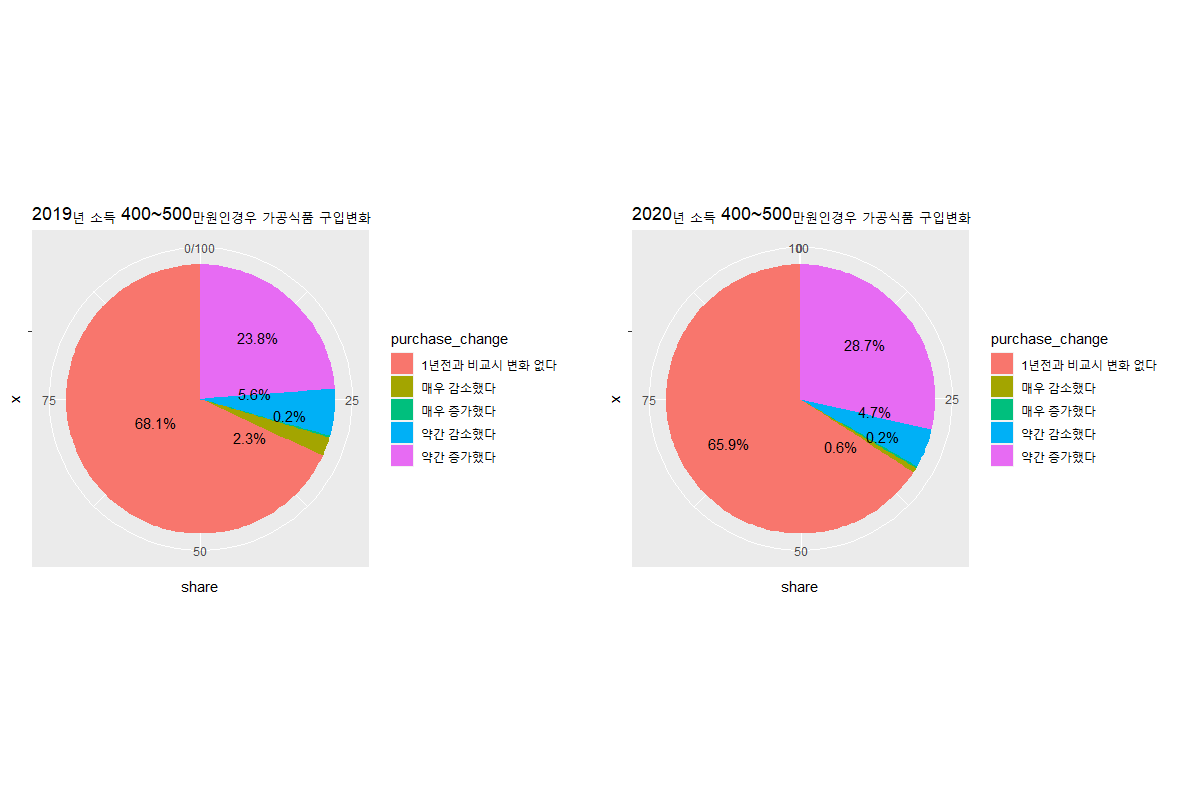 2019년 소득 400~500만원인경우 가공식품 구입변화
0/100
23.8%
5.6%
0.2%
2.3%
68.1%
75
25
50
x
share
purchase_change
1년전과 비교시 변화 없다
매우 감소했다
매우 증가했다
약간 감소했다
약간 증가했다
2020년 소득 400~500만원인경우 가공식품 구입변화
28.7%
4.7%
0.2%
0.6%
65.9%
75
25
50
x
share
purchase_change
1년전과 비교시 변화 없다
매우 감소했다
매우 증가했다
약간 감소했다
약간 증가했다